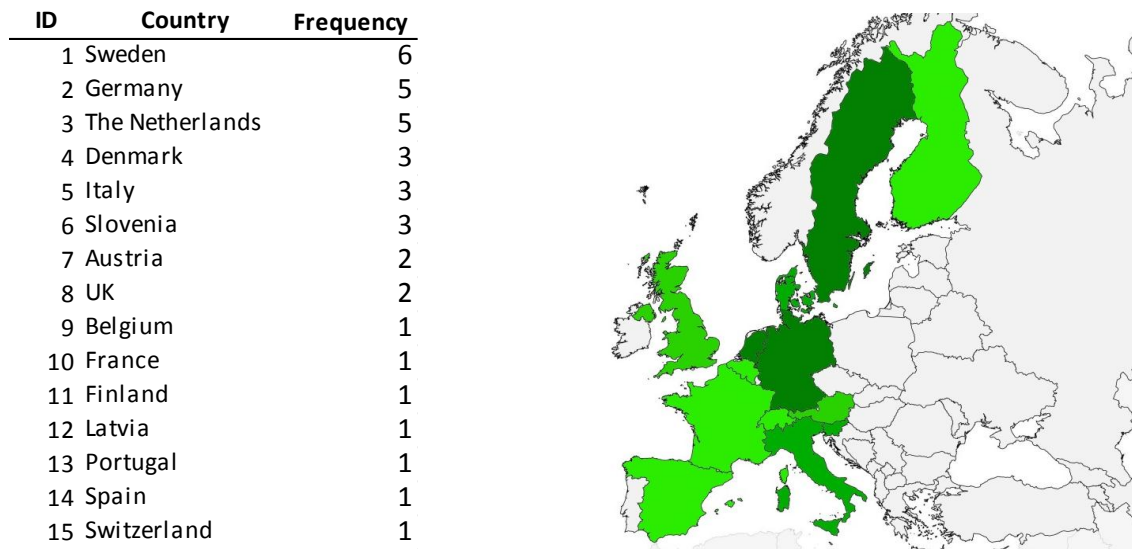 ID Country Frequency
1 Sweden 6
2 Germany 5
3 The Netherlands 5
4 Denmark 3
5 Italy 3
6 Slovenia 3
7 Austria 2
8 UK 2
9 Belgium 1
10 France 1
11 Finland 1
12 Latvia 1
13 Portugal 1
14 Spain 1
15 Switzerland 1